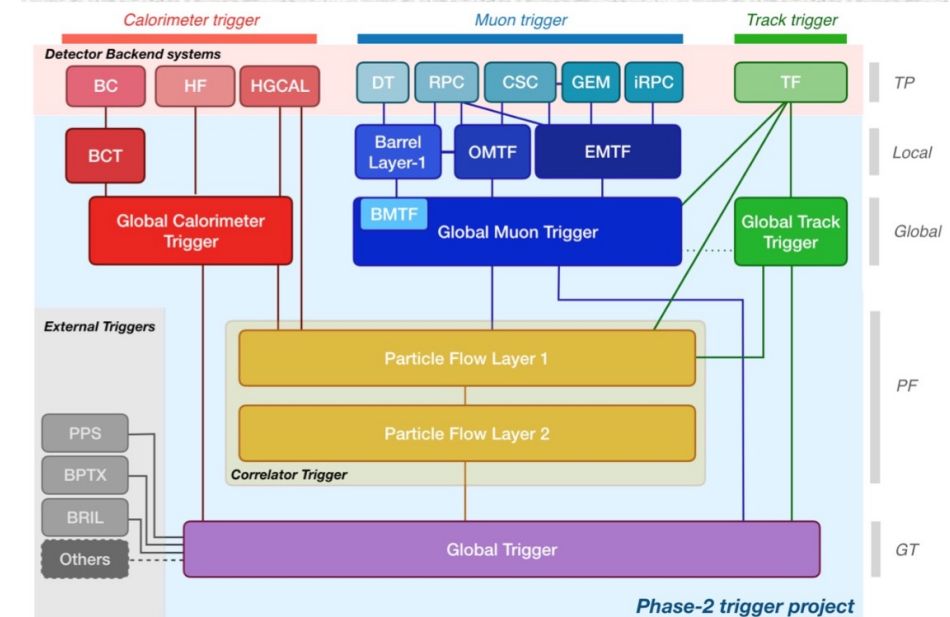 Calorimeter trigger
Muon trigger
Track trigger
Detector Backend systems
BC
HF
HGCAL
DT
RPC
CSC
GEM
iRPC
TF
TP
BCT
Barrel
Layer-1
OMTF
EMTF
Local
Global Calorimeter
Trigger
BMTF
Global Muon Trigger
Global Track
Trigger
Global
External Triggers
Particle Flow Layer 1
PF
Particle Flow Layer 2
Correlator Trigger
PPS
BPTX
BRIL
Others
Global Trigger
GT
Phase-2 trigger project